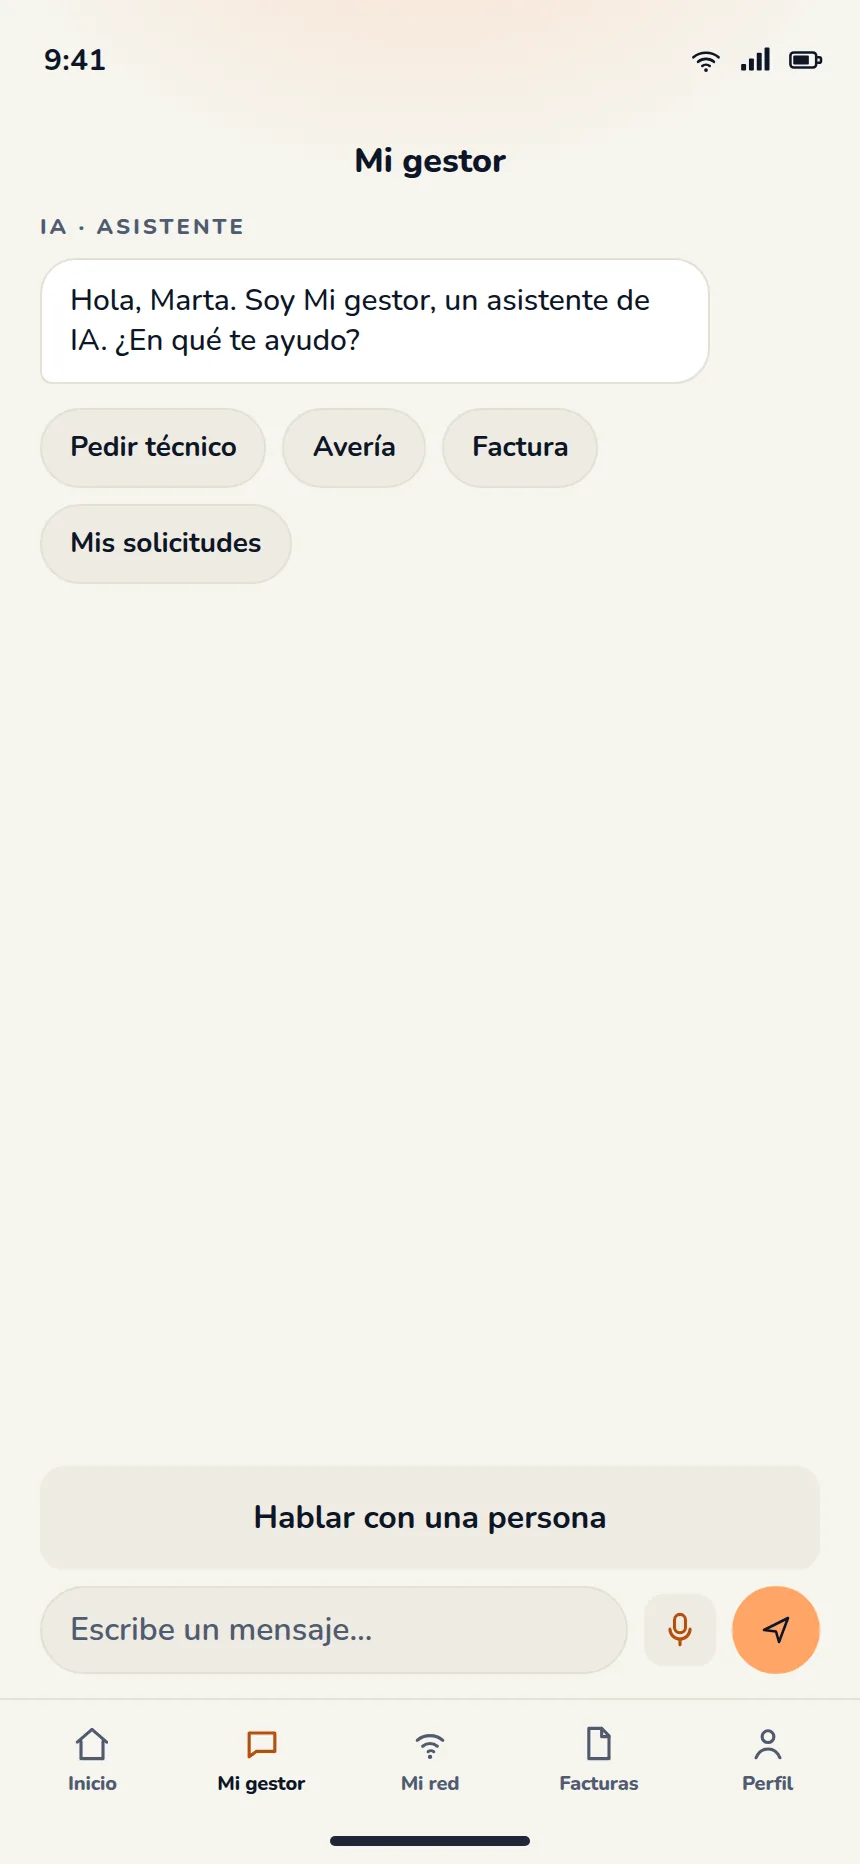 9:41
Mi gestor
IA · ASISTENTE
Hola, Marta. Soy Mi gestor, un asistente de
IA. ¿En qué te ayudo?
Pedir técnico
Avería
Factura
Mis solicitudes
Hablar con una persona
Escribe un mensaje...
Inicio
Mi gestor
Mi red
Facturas
Perfil